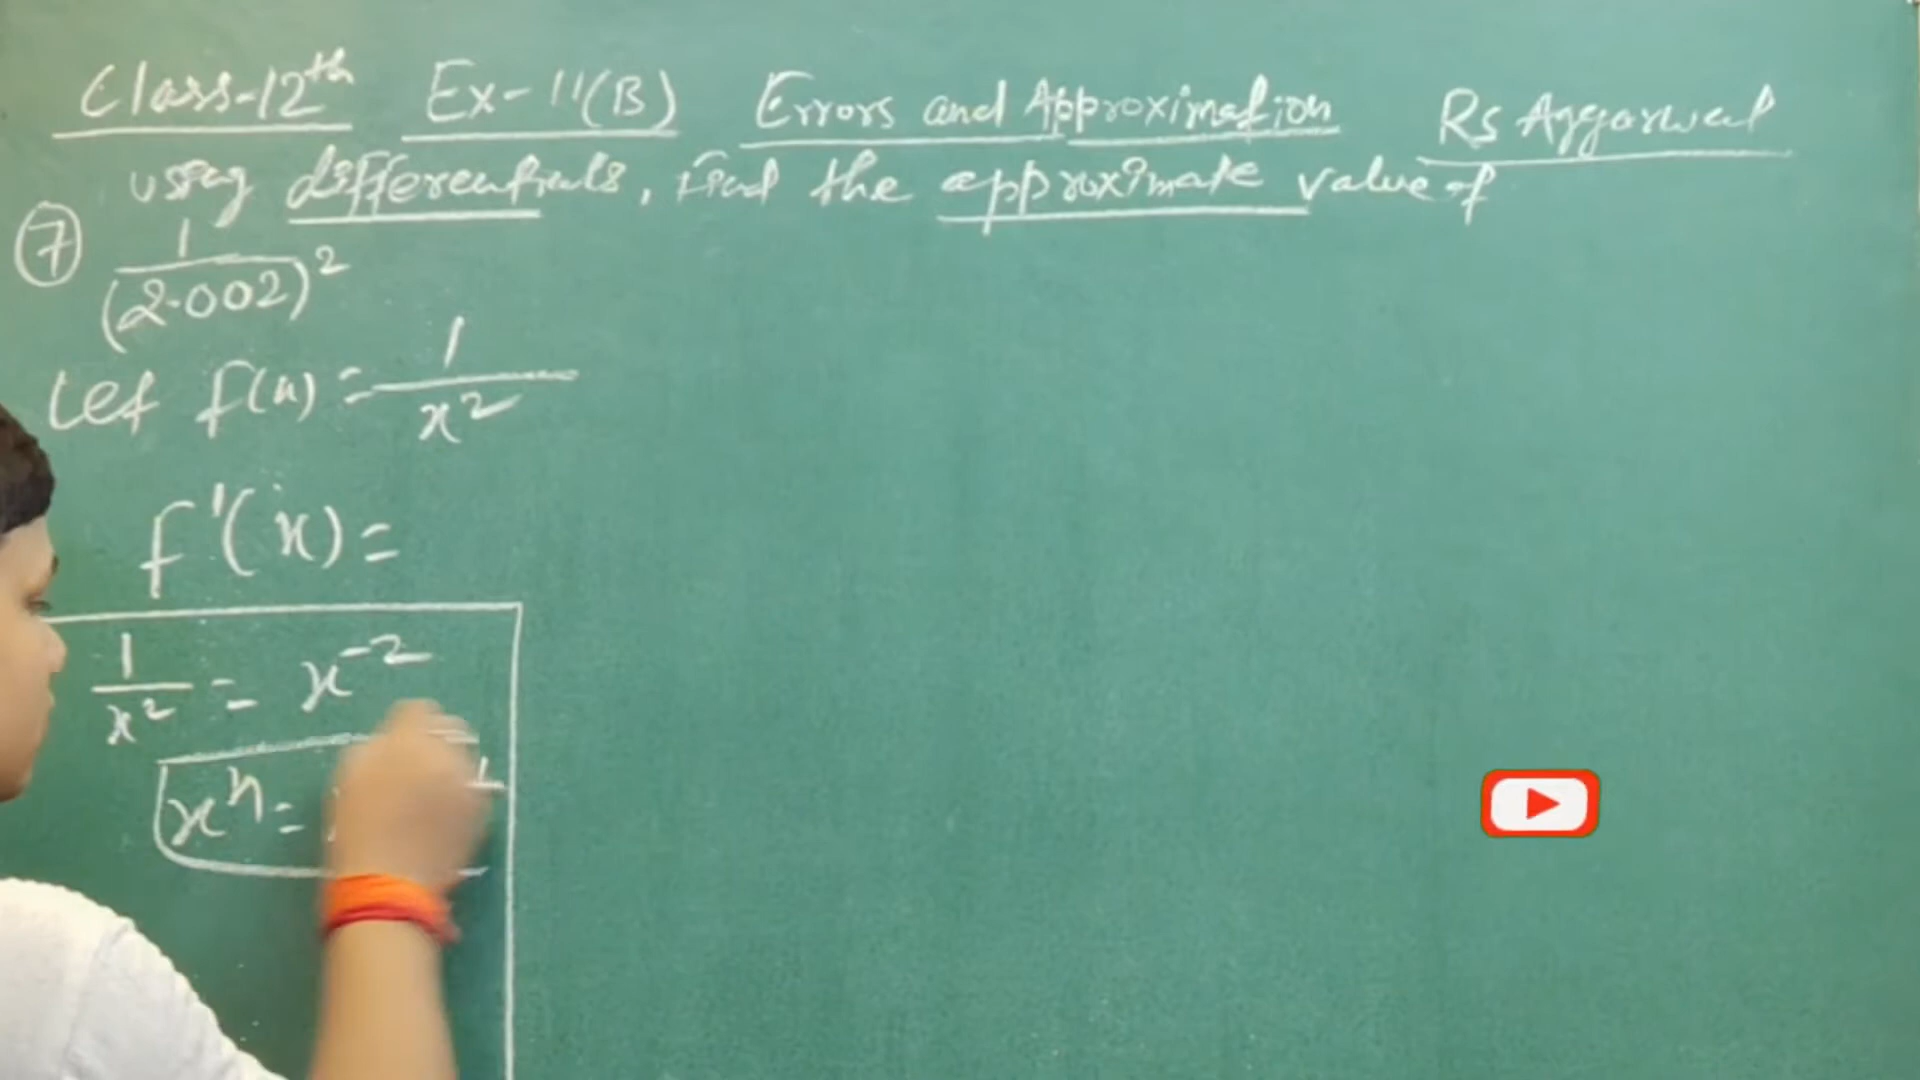 Class-12th Ex-11(B) Errors and Approximation Rs Aggarwal
using differentials, Find the approximate value of
7 1/(2.002)²
Let f(x) = 1/x²
f'(x) =
1/x² = x⁻²
xⁿ =